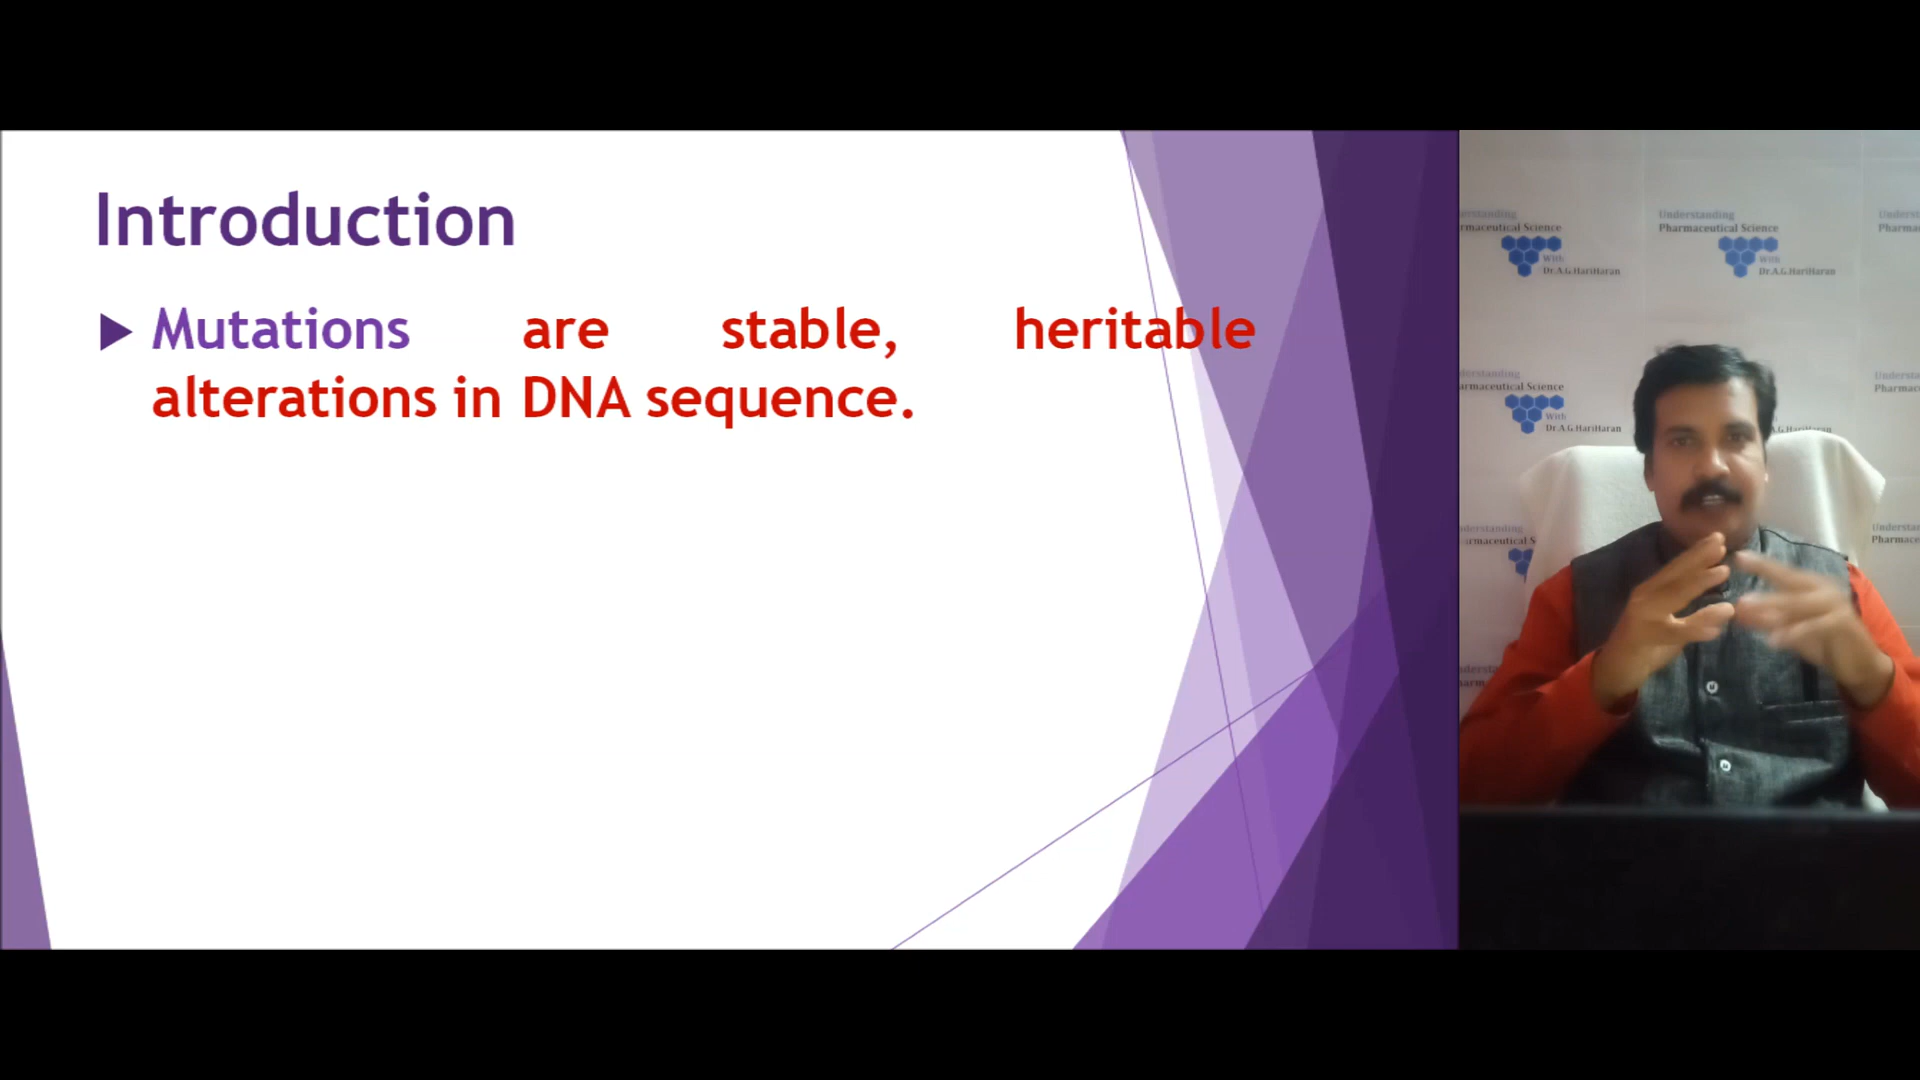 Introduction
Mutations are stable, heritable
alterations in DNA sequence.
Understanding
Pharmaceutical Science
With
Dr.A.G.HariHaran